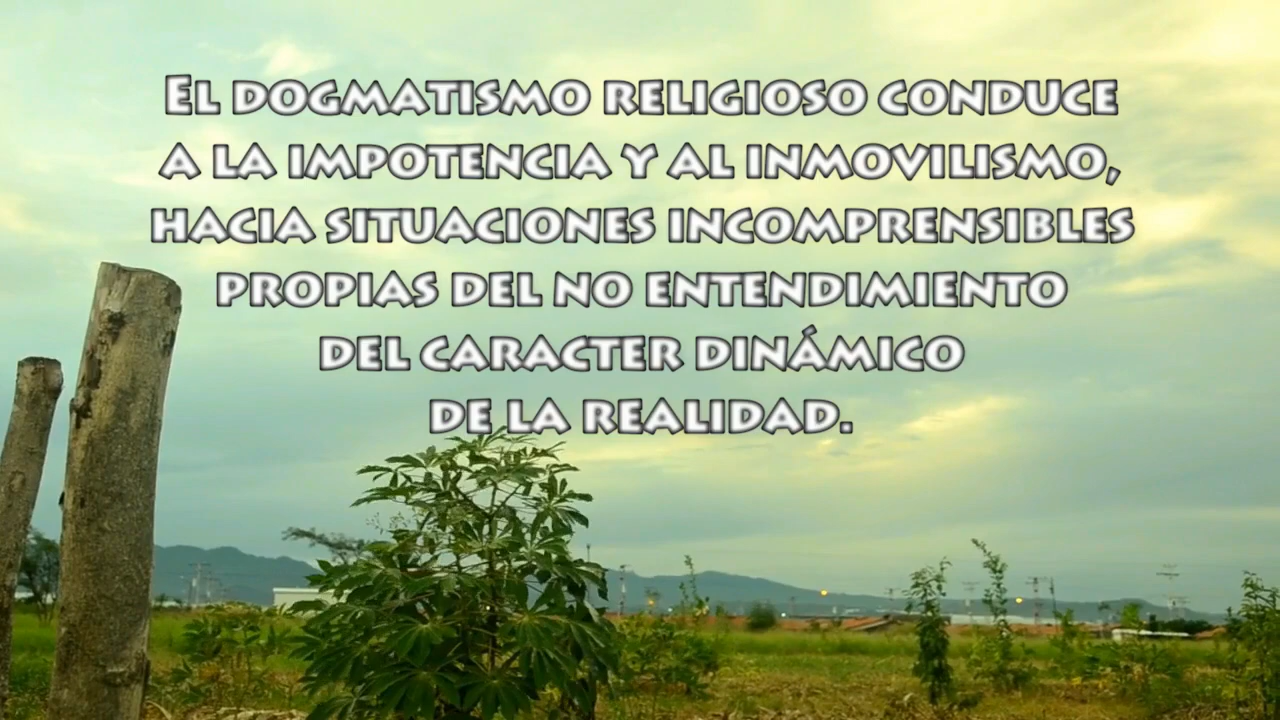 El dogmatismo religioso conduce
a la impotencia y al inmovilismo,
hacia situaciones incomprensibles
propias del no entendimiento
del caracter dinámico
de la realidad.